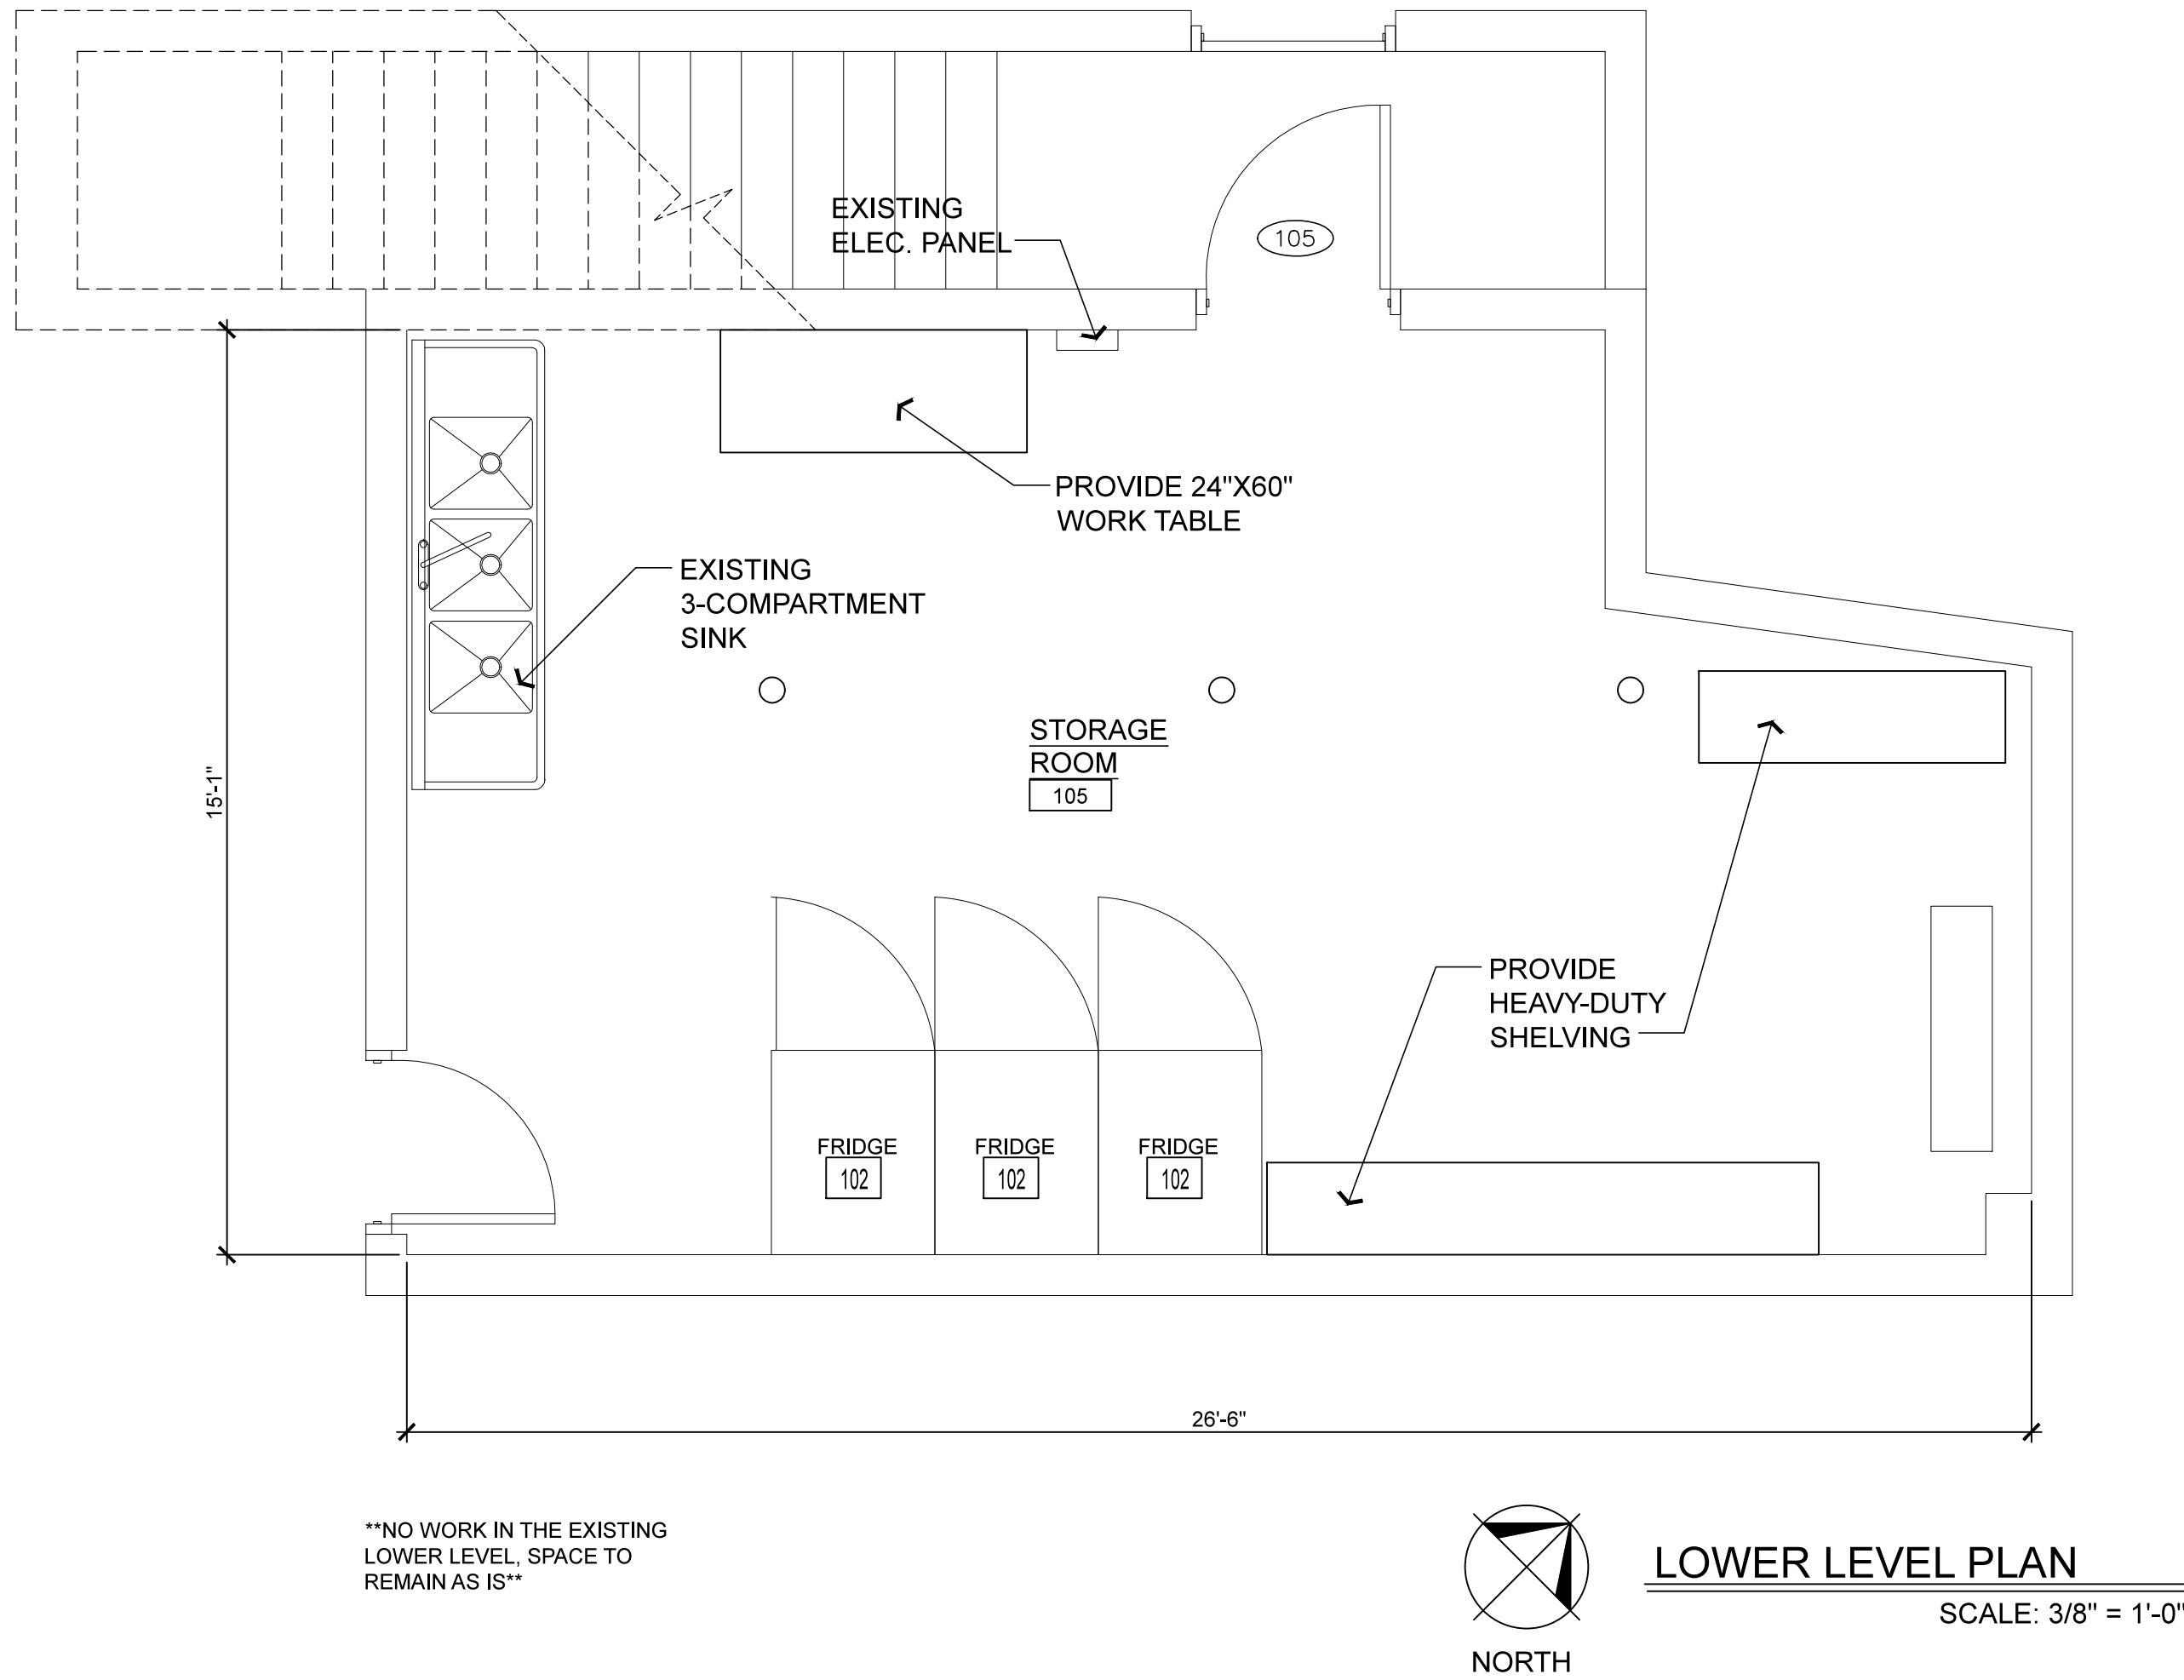 EXISTING
ELEC. PANEL
105
PROVIDE 24"X60"
WORK TABLE
EXISTING
3-COMPARTMENT
SINK
STORAGE
ROOM
105
15'-1"
PROVIDE
HEAVY-DUTY
SHELVING
FRIDGE
102
FRIDGE
102
FRIDGE
102
26'-6"
**NO WORK IN THE EXISTING
LOWER LEVEL, SPACE TO
REMAIN AS IS**
NORTH
LOWER LEVEL PLAN
SCALE: 3/8" = 1'-0"